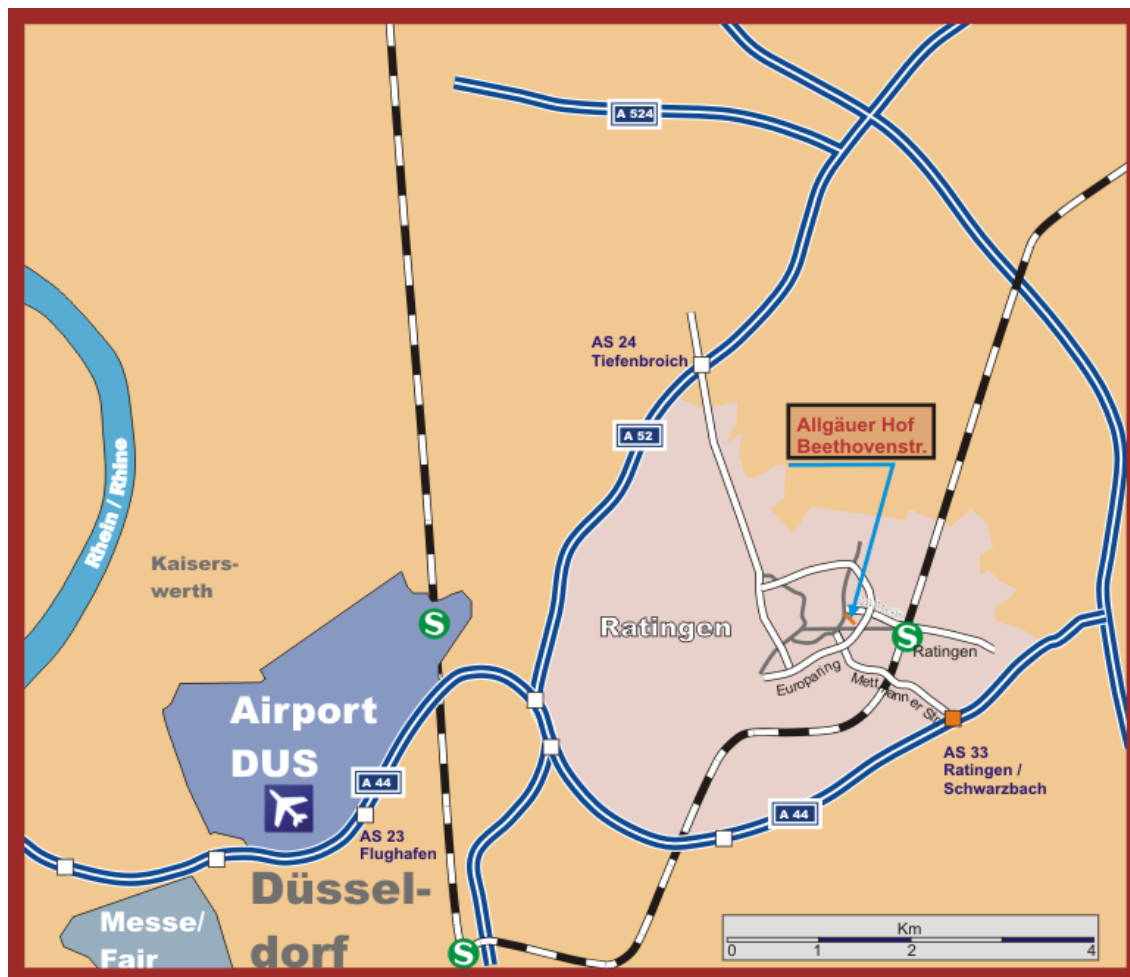 A 524
AS 24
Tiefenbroich
Allgäuer Hof
Beethovenstr.
A 52
Rhein / Rhine
Kaisers-
werth
S
Ratingen
S
Ratingen
Europaring
Mettmanner Str.
Airport
DUS
A 44
AS 33
Ratingen /
Schwarzbach
A 44
AS 23
Flughafen
Düssel-
dorf
Messe/
Fair
S
Km
0 1 2 3 4